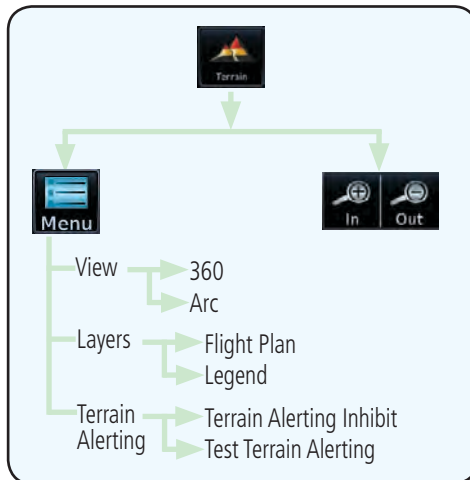 Terrain
Menu
In
Out
View
360
Arc
Layers
Flight Plan
Legend
Terrain
Alerting
Terrain Alerting Inhibit
Test Terrain Alerting